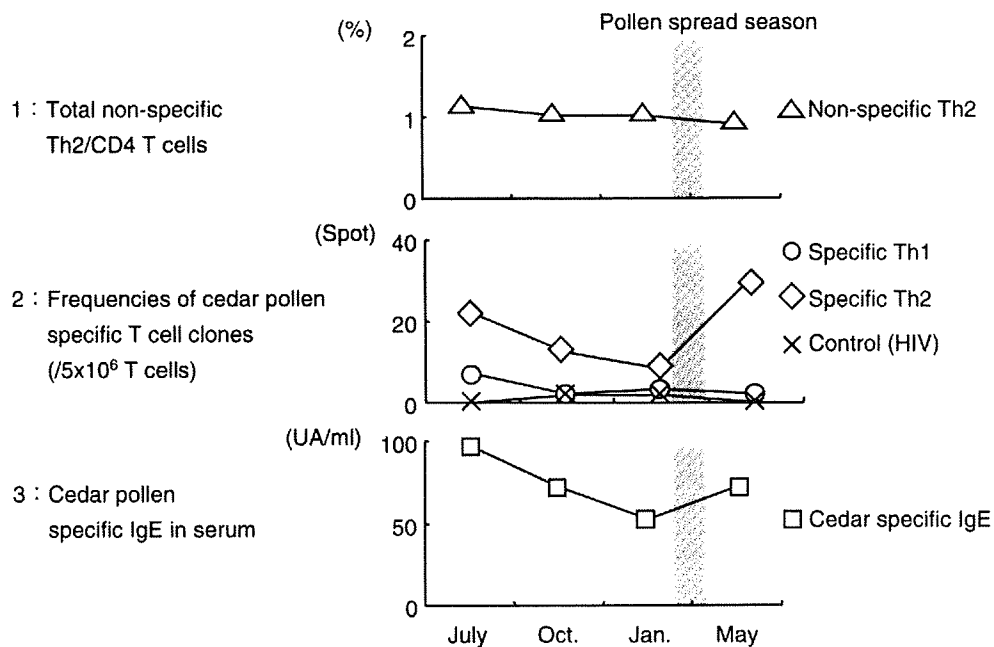 Pollen spread season
(%)
2
1
0
1 : Total non-specific
Th2/CD4 T cells
Non-specific Th2
(Spot)
40
20
0
2 : Frequencies of cedar pollen
specific T cell clones
(/5x10⁶ T cells)
Specific Th1
Specific Th2
Control (HIV)
(UA/ml)
100
50
0
3 : Cedar pollen
specific IgE in serum
Cedar specific IgE
July Oct. Jan. May